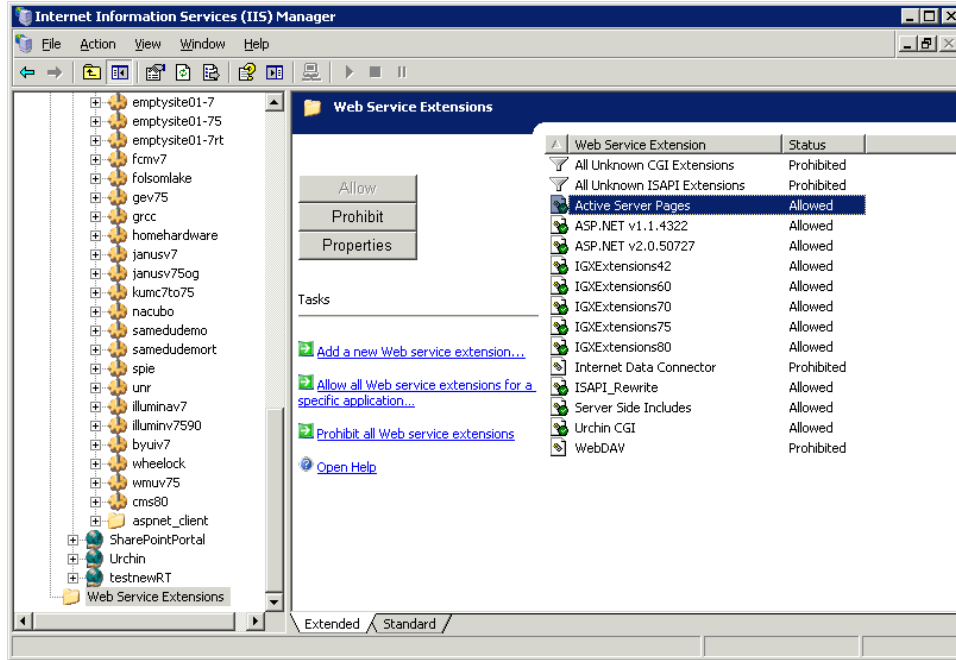 Internet Information Services (IIS) Manager
File Action View Window Help
emptysite01-7
emptysite01-75
emptysite01-7rt
fcmv7
folsomlake
gev75
grcc
homehardware
janusv7
janusv75og
kumc7to75
nacubo
samedudemo
samedudemort
spie
unr
illuminav7
illuminv7590
byuiv7
wheelock
wmuv75
cms80
aspnet_client
SharePointPortal
Urchin
testnewRT
Web Service Extensions
Web Service Extensions
Allow
Prohibit
Properties
Tasks
Add a new Web service extension...
Allow all Web service extensions for a
specific application...
Prohibit all Web service extensions
Open Help
Web Service Extension Status
All Unknown CGI Extensions Prohibited
All Unknown ISAPI Extensions Prohibited
Active Server Pages Allowed
ASP.NET v1.1.4322 Allowed
ASP.NET v2.0.50727 Allowed
IGXExtensions42 Allowed
IGXExtensions60 Allowed
IGXExtensions70 Allowed
IGXExtensions75 Allowed
IGXExtensions80 Allowed
Internet Data Connector Prohibited
ISAPI_Rewrite Allowed
Server Side Includes Allowed
Urchin CGI Allowed
WebDAV Prohibited
Extended Standard